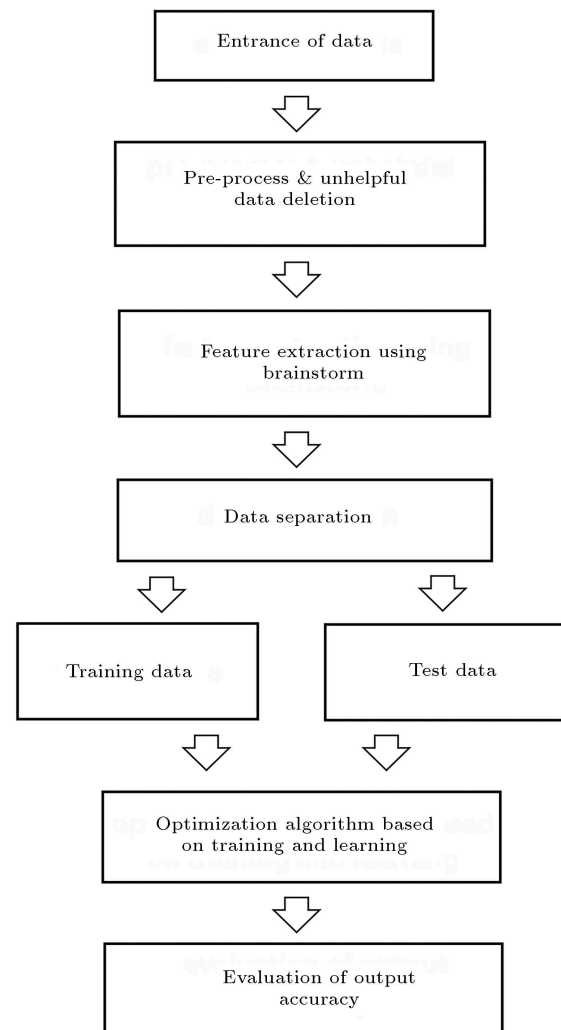 Entrance of data
Pre-process & unhelpful
data deletion
Feature extraction using
brainstorm
Data separation
Training data
Test data
Optimization algorithm based
on training and learning
Evaluation of output
accuracy